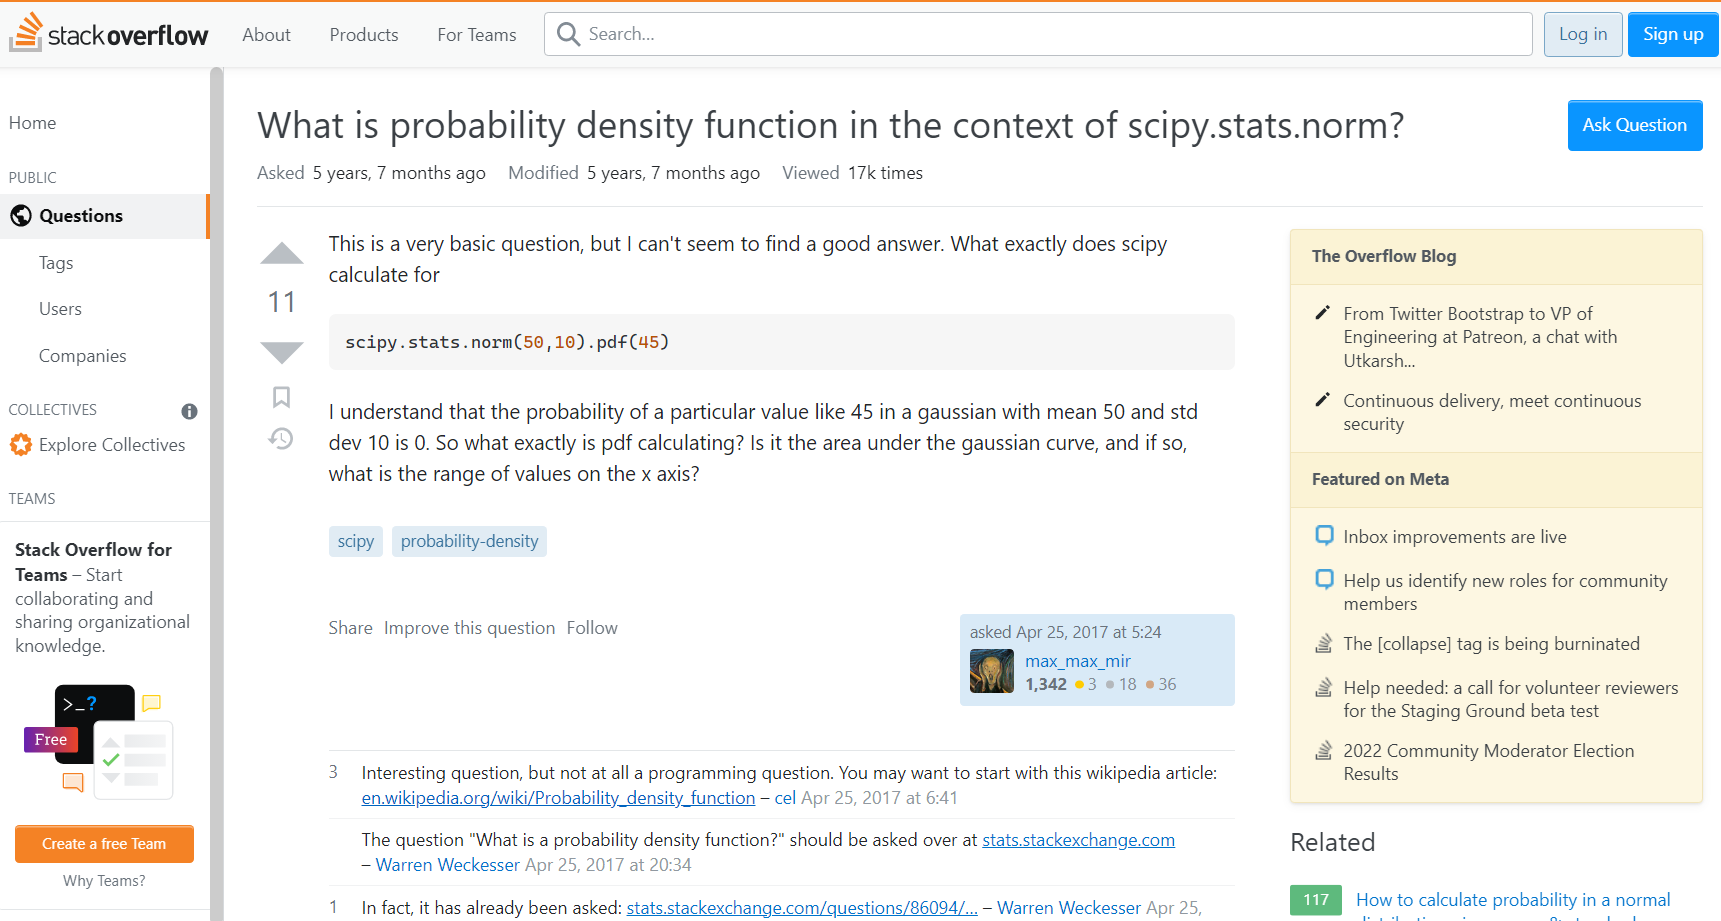 stack overflow
About
Products
For Teams
Search...
Log in
Sign up
Home
PUBLIC
Questions
Tags
Users
Companies
COLLECTIVES
Explore Collectives
TEAMS
Stack Overflow for
Teams – Start
collaborating and
sharing organizational
knowledge.
>_?
Free
Create a free Team
Why Teams?
What is probability density function in the context of scipy.stats.norm?
Ask Question
Asked 5 years, 7 months ago Modified 5 years, 7 months ago Viewed 17k times
11
This is a very basic question, but I can't seem to find a good answer. What exactly does scipy
calculate for
scipy.stats.norm(50,10).pdf(45)
I understand that the probability of a particular value like 45 in a gaussian with mean 50 and std
dev 10 is 0. So what exactly is pdf calculating? Is it the area under the gaussian curve, and if so,
what is the range of values on the x axis?
scipy probability-density
Share Improve this question Follow
asked Apr 25, 2017 at 5:24
max_max_mir
1,342 3 18 36
3 Interesting question, but not at all a programming question. You may want to start with this wikipedia article:
en.wikipedia.org/wiki/Probability_density_function – cel Apr 25, 2017 at 6:41
The question "What is a probability density function?" should be asked over at stats.stackexchange.com
– Warren Weckesser Apr 25, 2017 at 20:34
1 In fact, it has already been asked: stats.stackexchange.com/questions/86094/... – Warren Weckesser Apr 25,
The Overflow Blog
From Twitter Bootstrap to VP of
Engineering at Patreon, a chat with
Utkarsh...
Continuous delivery, meet continuous
security
Featured on Meta
Inbox improvements are live
Help us identify new roles for community
members
The [collapse] tag is being burninated
Help needed: a call for volunteer reviewers
for the Staging Ground beta test
2022 Community Moderator Election
Results
Related
117 How to calculate probability in a normal